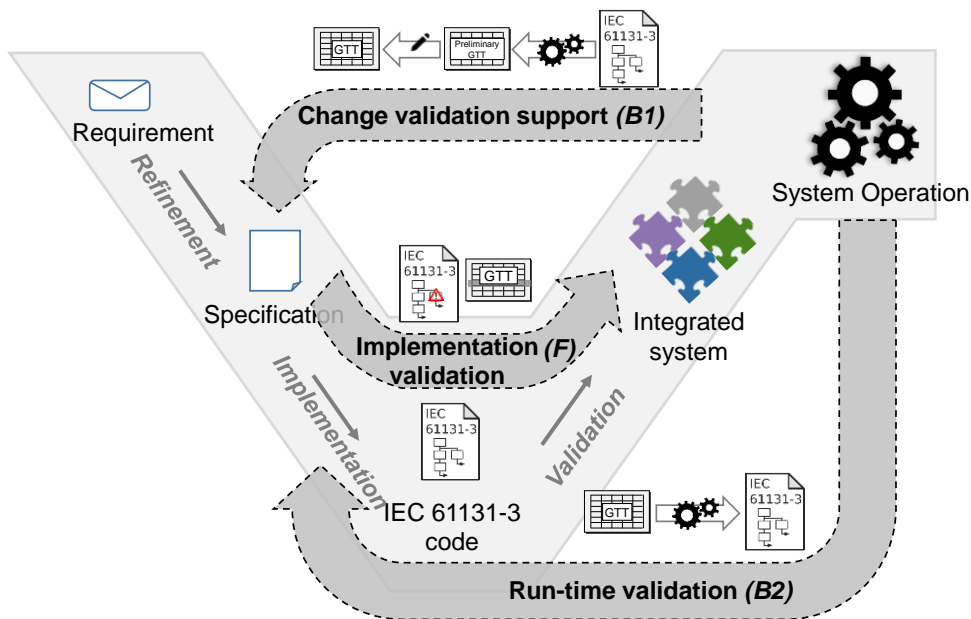 IEC
61131-3
GTT
Preliminary
GTT
Change validation support (B1)
Requirement
Refinement
System Operation
Specification
IEC
61131-3
GTT
Implementation (F)
validation
Integrated
system
Implementation
Validation
IEC
61131-3
IEC 61131-3
code
GTT
IEC
61131-3
Run-time validation (B2)